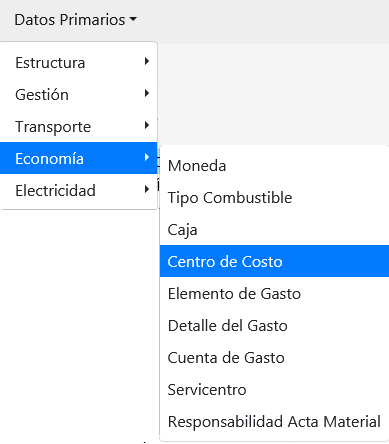 Datos Primarios
Estructura
Gestión
Transporte
Economía
Electricidad
Moneda
Tipo Combustible
Caja
Centro de Costo
Elemento de Gasto
Detalle del Gasto
Cuenta de Gasto
Servicentro
Responsabilidad Acta Material